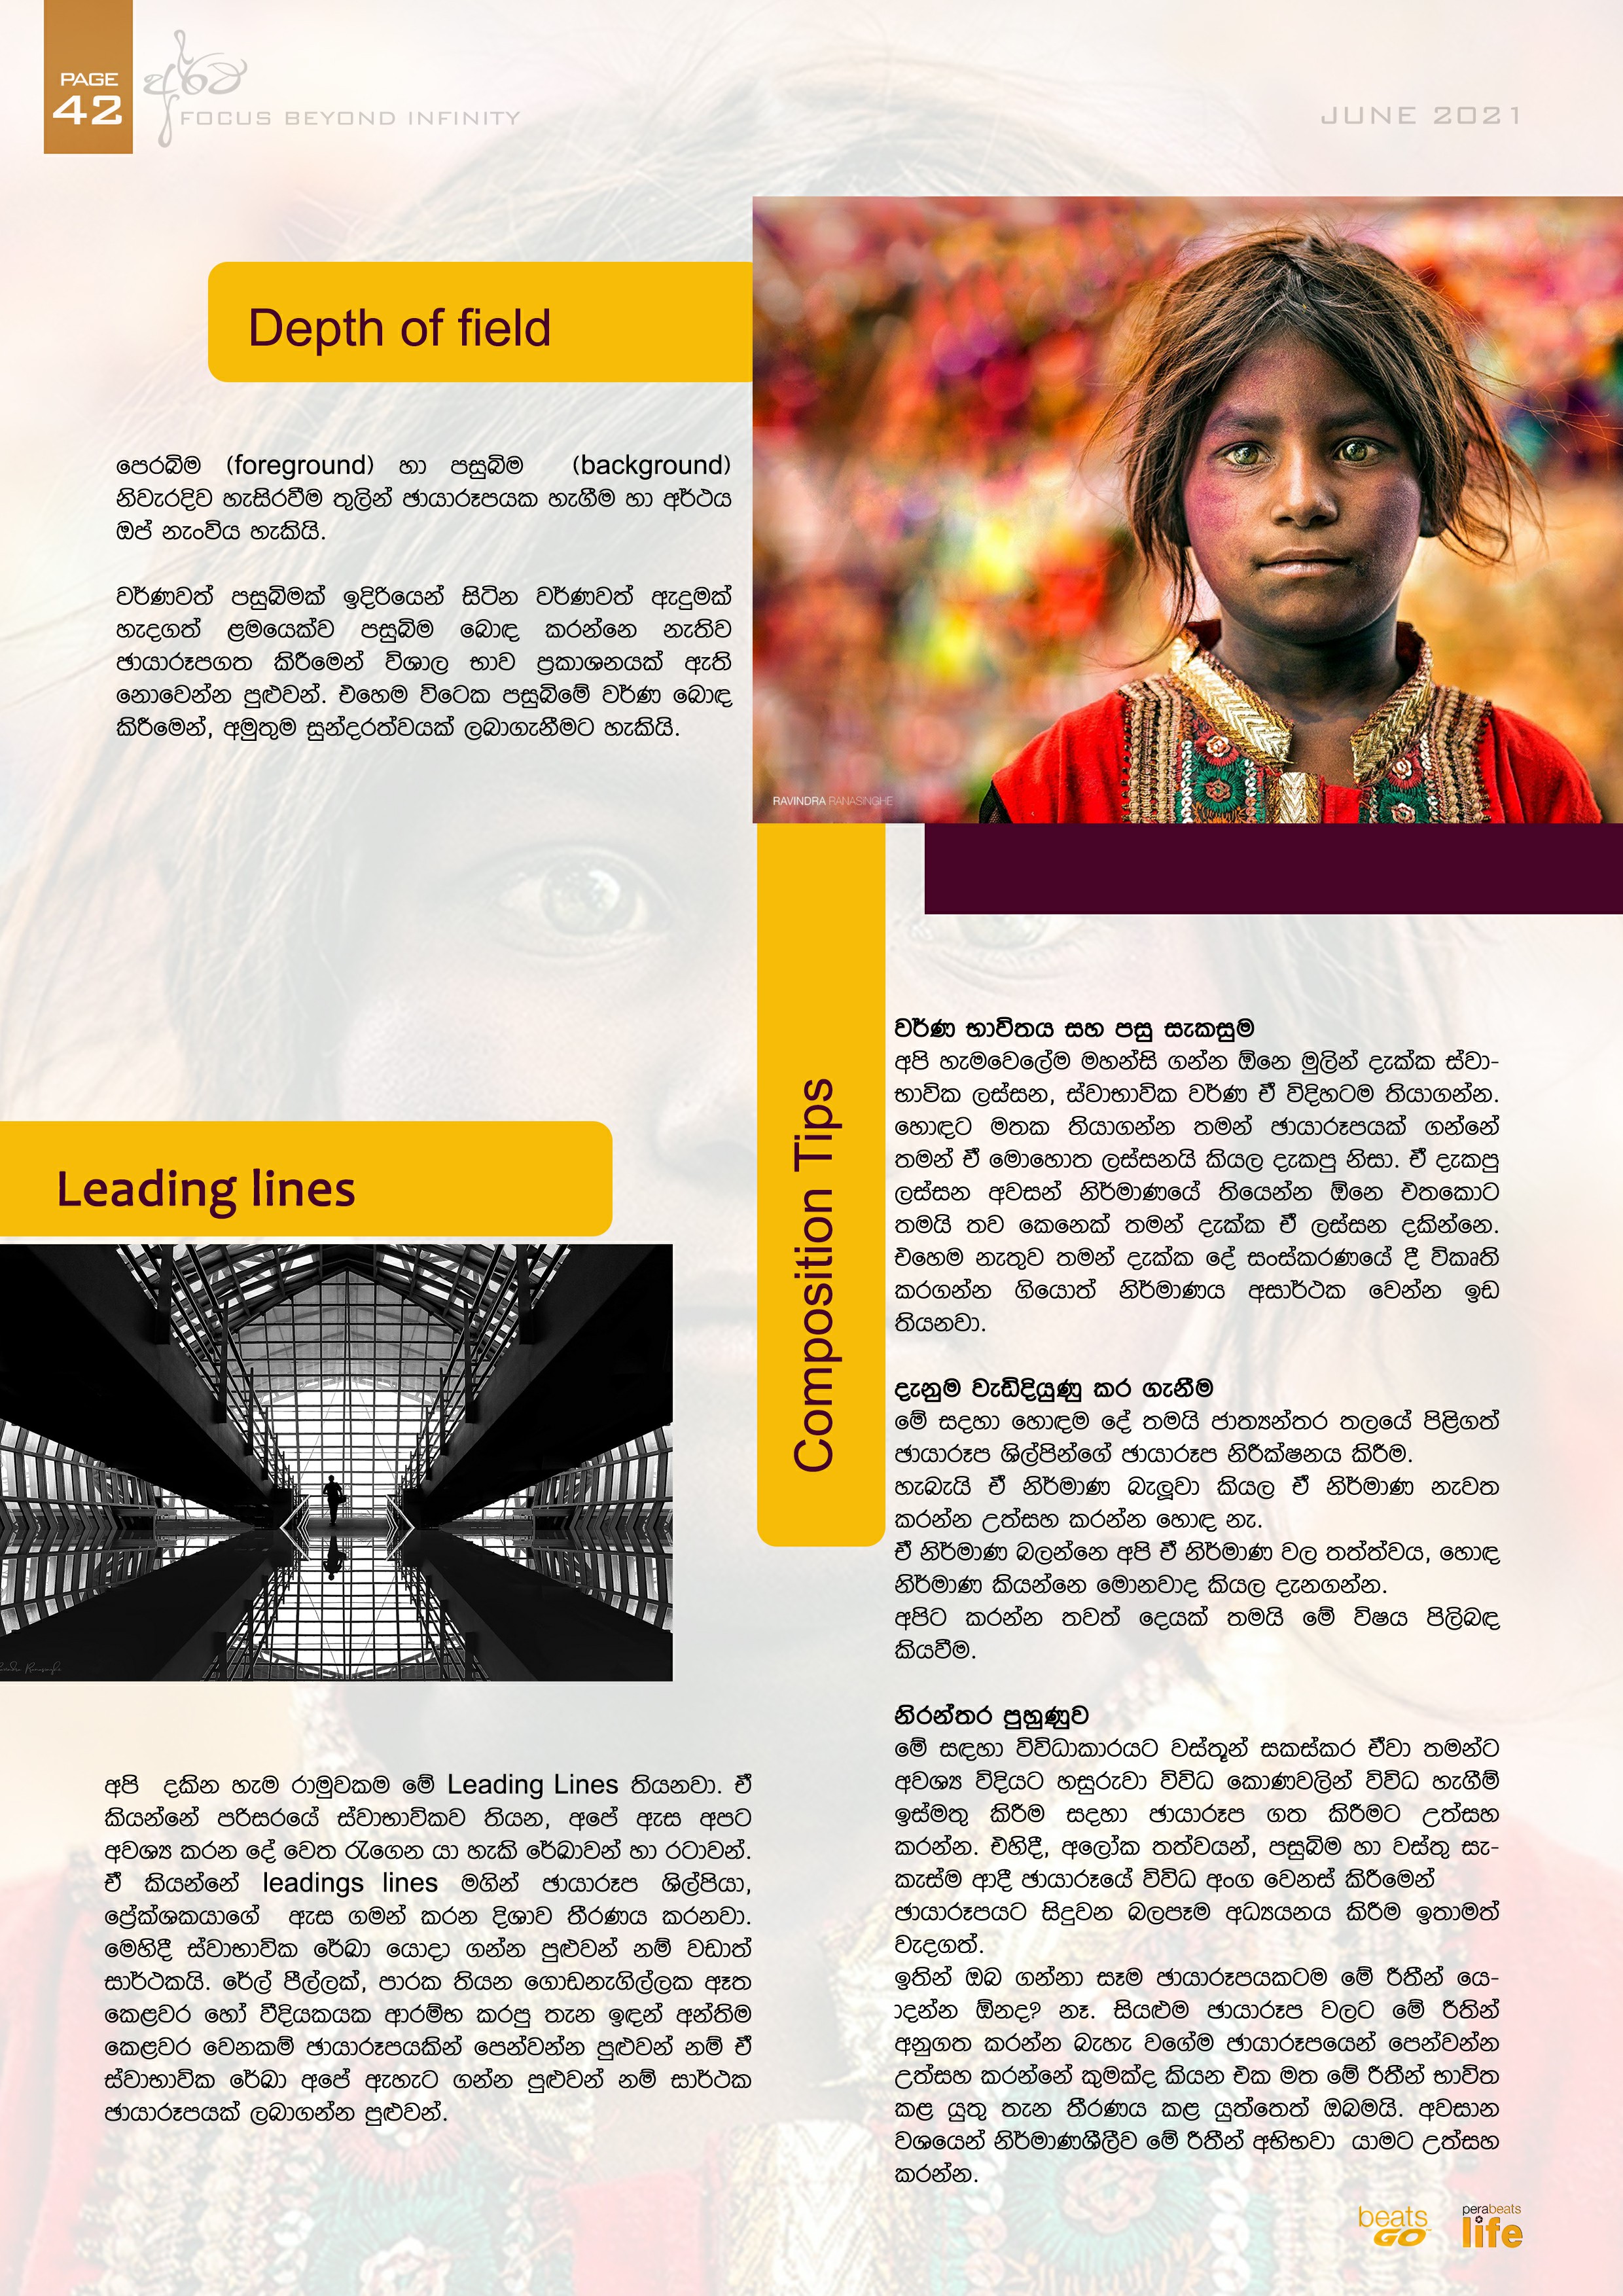 PAGE
42
FOCUS BEYOND INFINITY
JUNE 2021
Depth of field
පෙරබිම (foreground) හා පසුබිම (background)
නිවැරදිව හැසිරවීම තුලින් ඡායාරූපයක හැගීම හා අර්ථය
ඔප් නැංවිය හැකියි.
වර්ණවත් පසුබිමක් ඉදිරියෙන් සිටින වර්ණවත් ඇදුමක්
හැදගත් ළමයෙක්ව පසුබිම බොඳ කරන්නෙ නැතිව
ඡායාරූපගත කිරීමෙන් විශාල භාව ප්‍රකාශනයක් ඇති
නොවෙන්න පුළුවන්. එහෙම විටෙක පසුබිමේ වර්ණ බොඳ
කිරීමෙන්, අමුතුම සුන්දරත්වයක් ලබාගැනීමට හැකියි.
RAVINDRA RANASINGHE
Leading lines
අපි දකින හැම රාමුවකම මේ Leading Lines තියනවා. ඒ
කියන්නේ පරිසරයේ ස්වාභාවිකව තියන, අපේ ඇස අපට
අවශ්‍ය කරන දේ වෙත රැගෙන යා හැකි රේඛාවන් හා රටාවන්.
ඒ කියන්නේ leadings lines මගින් ඡායාරූප ශිල්පියා,
ප්‍රේක්ශකයාගේ ඇස ගමන් කරන දිශාව තීරණය කරනවා.
මෙහිදී ස්වාභාවික රේඛා යොදා ගන්න පුළුවන් නම් වඩාත්
සාර්ථකයි. රේල් පීල්ලක්, පාරක තියන ගොඩනැගිල්ලක ඈත
කෙළවර හෝ වීදියකයක ආරම්භ කරපු තැන ඉඳන් අන්තිම
කෙළවර වෙනකම් ඡායාරූපයකින් පෙන්වන්න පුළුවන් නම් ඒ
ස්වාභාවික රේඛා අපේ ඇහැට ගන්න පුළුවන් නම් සාර්ථක
ඡායාරූපයක් ලබාගන්න පුළුවන්.
Composition Tips
වර්ණ භාවිතය සහ පසු සැකසුම
අපි හැමවෙලේම මහන්සි ගන්න ඕනෙ මුලින් දැක්ක ස්වා-
භාවික ලස්සන, ස්වාභාවික වර්ණ ඒ විදිහටම තියාගන්න.
හොඳට මතක තියාගන්න තමන් ඡායාරූපයක් ගන්නේ
තමන් ඒ මොහොත ලස්සනයි කියල දැකපු නිසා. ඒ දැකපු
ලස්සන අවසන් නිර්මාණයේ තියෙන්න ඕනෙ එතකොට
තමයි තව කෙනෙක් තමන් දැක්ක ඒ ලස්සන දකින්නෙ.
එහෙම නැතුව තමන් දැක්ක දේ සංස්කරණයේ දී විකෘති
කරගන්න ගියොත් නිර්මාණය අසාර්ථක වෙන්න ඉඩ
තියනවා.
දැනුම වැඩිදියුණු කර ගැනීම
මේ සදහා හොඳම දේ තමයි ජාත්‍යන්තර තලයේ පිළිගත්
ඡායාරූප ශිල්පින්ගේ ඡායාරූප නිරීක්ෂනය කිරීම.
හැබැයි ඒ නිර්මාණ බැලුවා කියල ඒ නිර්මාණ නැවත
කරන්න උත්සහ කරන්න හොඳ නැ.
ඒ නිර්මාණ බලන්නෙ අපි ඒ නිර්මාණ වල තත්ත්වය, හොඳ
නිර්මාණ කියන්නෙ මොනවාද කියල දැනගන්න.
අපිට කරන්න තවත් දෙයක් තමයි මේ විෂය පිලිබඳ
කියවීම.
නිරන්තර පුහුණුව
මේ සඳහා විවිධාකාරයට වස්තූන් සකස්කර ඒවා තමන්ට
අවශ්‍ය විදියට හසුරුවා විවිධ කොණවලින් විවිධ හැගීම්
ඉස්මතු කිරීම සදහා ඡායාරූප ගත කිරීමට උත්සහ
කරන්න. එහිදී, අලෝක තත්වයන්, පසුබිම හා වස්තු සැ-
කැස්ම ආදී ඡායාරූයේ විවිධ අංග වෙනස් කිරීමෙන්
ඡායාරූපයට සිදුවන බලපෑම අධ්‍යයනය කිරීම ඉතාමත්
වැදගත්.
ඉතින් ඔබ ගන්නා සෑම ඡායාරූපයකටම මේ රීතීන් යෙ-
ාදන්න ඕනද? නෑ. සියළුම ඡායාරූප වලට මේ රීතින්
අනුගත කරන්න බැහැ වගේම ඡායාරූපයෙන් පෙන්වන්න
උත්සහ කරන්නේ කුමක්ද කියන එක මත මේ රීතීන් භාවිත
කළ යුතු තැන තීරණය කළ යුත්තෙත් ඔබමයි. අවසාන
වශයෙන් නිර්මාණශීලීව මේ රීතීන් අභිභවා යාමට උත්සහ
කරන්න.
beats
GO
perabeats
life